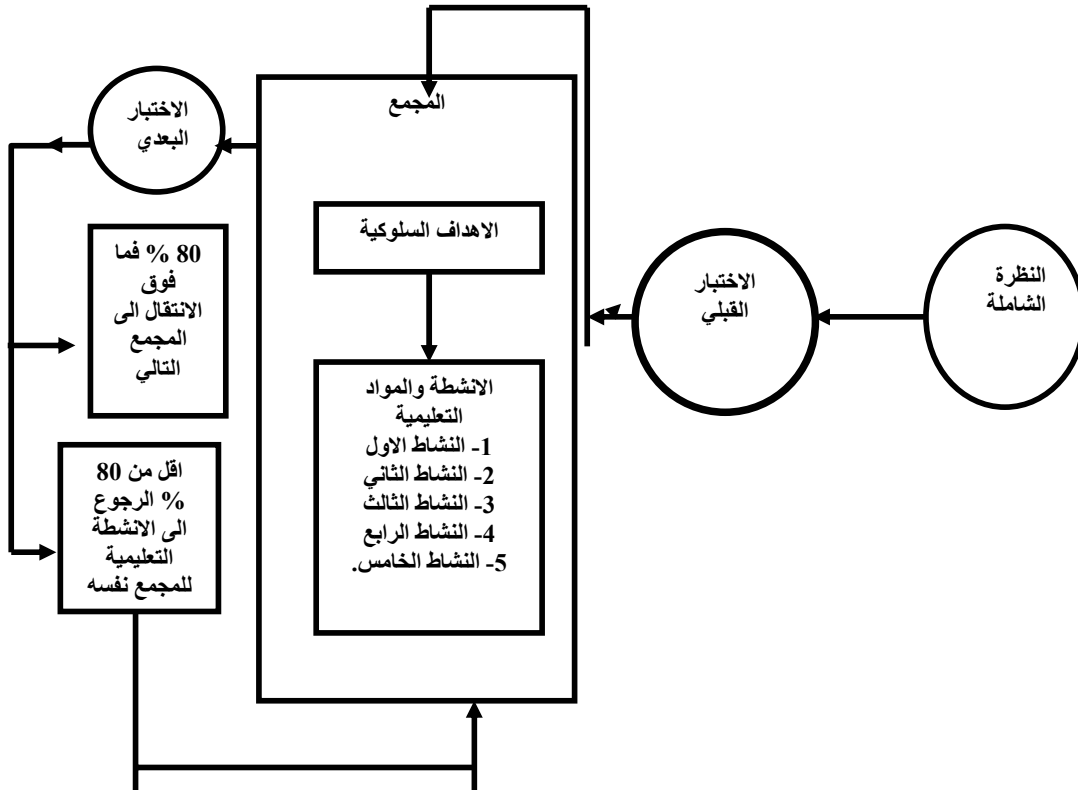 النظرة
الشاملة
الاختبار
القبلي
المجمع
الاهداف السلوكية
الانشطة والمواد
التعليمية
1- النشاط الاول
2- النشاط الثاني
3- النشاط الثالث
4- النشاط الرابع
5- النشاط الخامس.
الاختبار
البعدي
80 % فما
فوق
الانتقال الى
المجمع
التالي
اقل من 80
% الرجوع
الى الانشطة
التعليمية
للمجمع نفسه